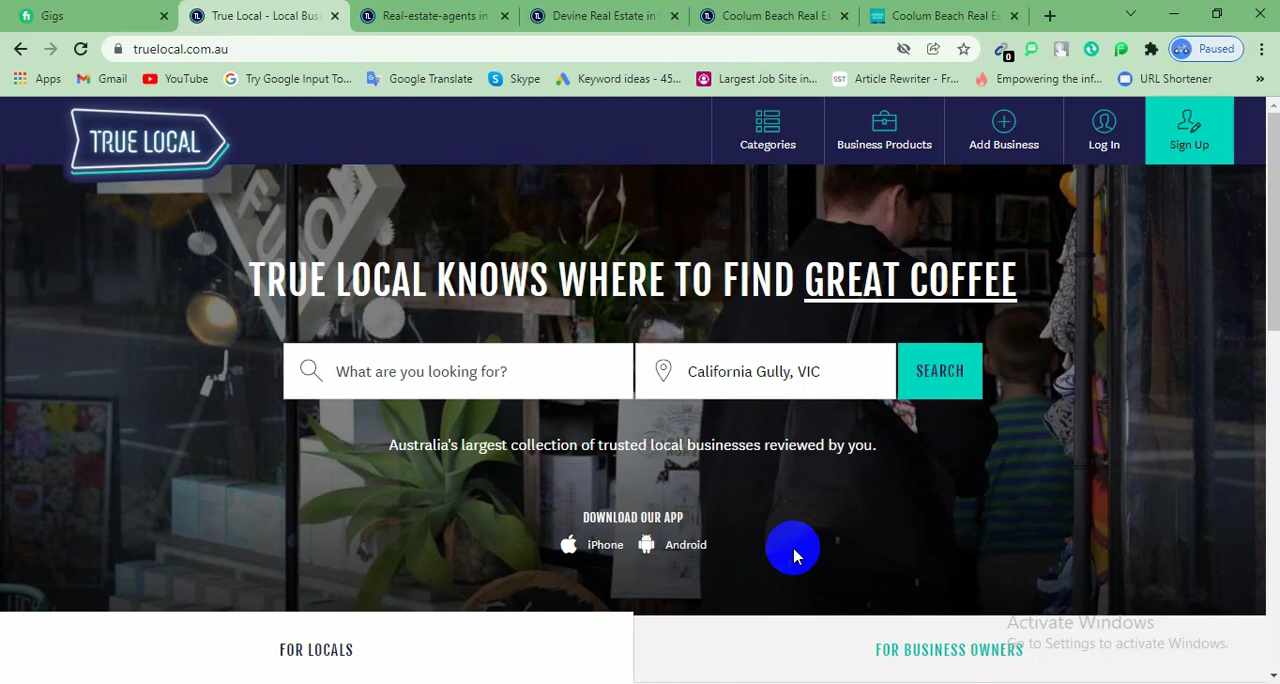 Gigs
True Local - Local Busi
Real-estate-agents in
Devine Real Estate in
Coolum Beach Real Es
Coolum Beach Real Es
truelocal.com.au
0
Paused
Apps
Gmail
YouTube
Try Google Input To...
Google Translate
Skype
Keyword ideas - 45...
Largest Job Site in...
SST
Article Rewriter - Fr...
Empowering the inf...
URL Shortener
TRUE LOCAL
Categories
Business Products
Add Business
Log In
Sign Up
TRUE LOCAL KNOWS WHERE TO FIND GREAT COFFEE
What are you looking for?
California Gully, VIC
SEARCH
Australia's largest collection of trusted local businesses reviewed by you.
DOWNLOAD OUR APP
iPhone
Android
Activate Windows
Go to Settings to activate Windows.
FOR LOCALS
FOR BUSINESS OWNERS